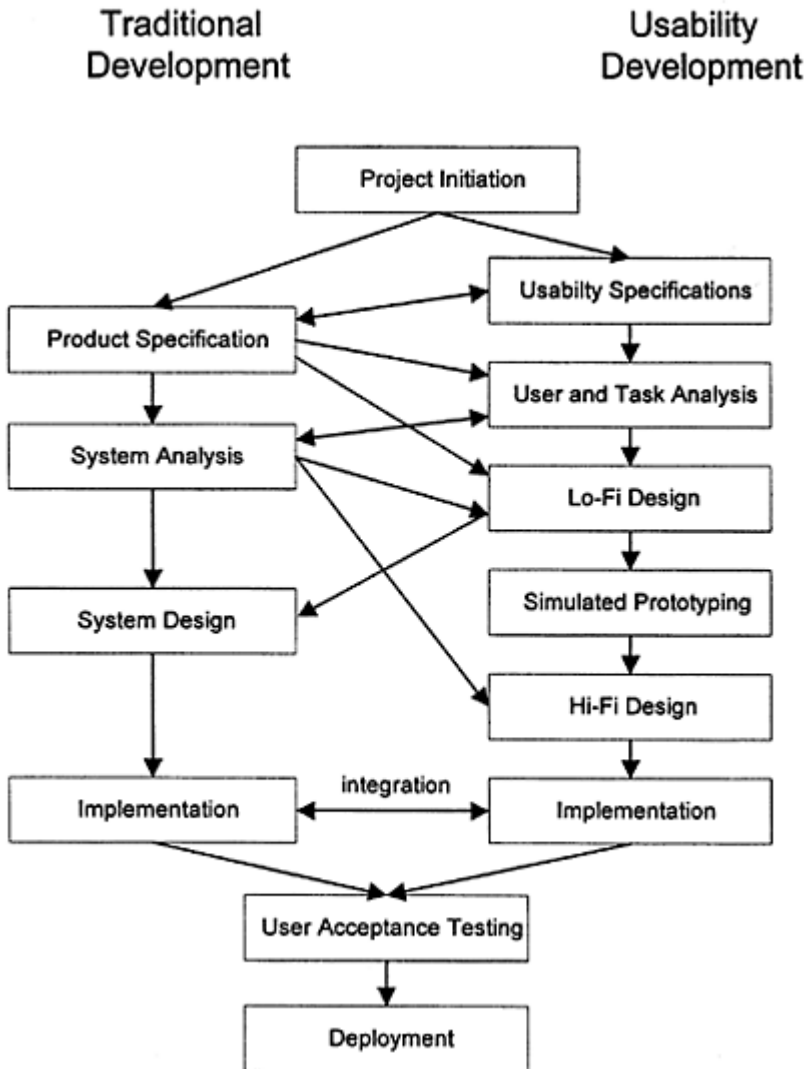 Traditional
Development
Usability
Development
Project Initiation
Usabilty Specifications
Product Specification
User and Task Analysis
System Analysis
Lo-Fi Design
Simulated Prototyping
System Design
Hi-Fi Design
integration
Implementation
Implementation
User Acceptance Testing
Deployment